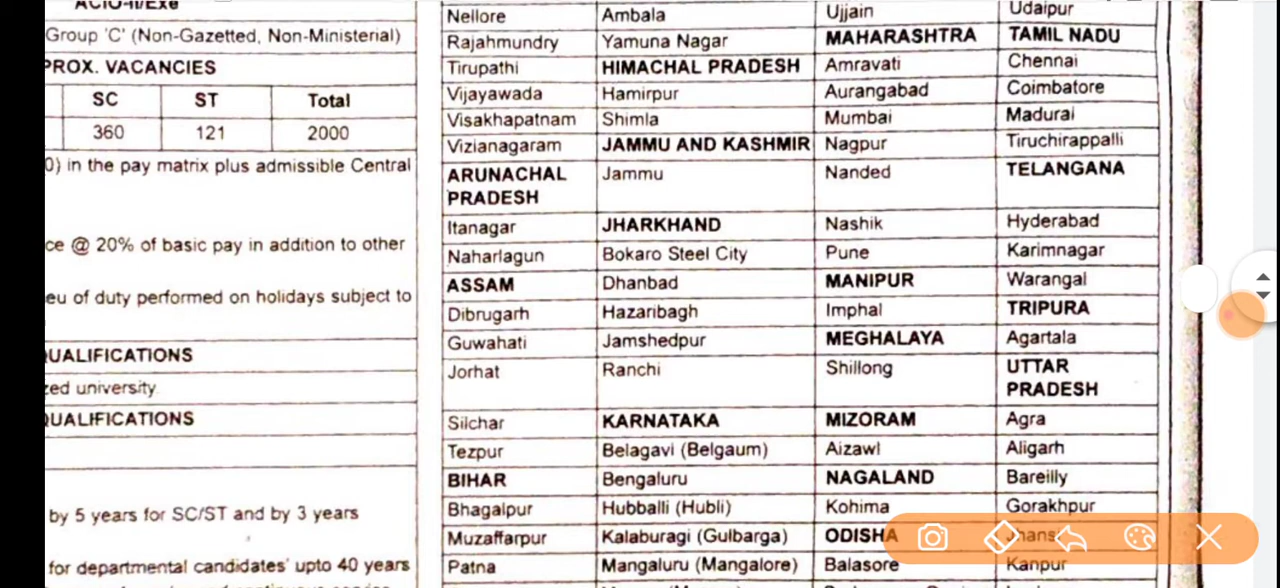 ACIO-II/Exe
Group 'C' (Non-Gazetted, Non-Ministerial)
PROX. VACANCIES
SC ST Total
360 121 2000
0) in the pay matrix plus admissible Central
ce @ 20% of basic pay in addition to other
eu of duty performed on holidays subject to
QUALIFICATIONS
zed university.
QUALIFICATIONS
by 5 years for SC/ST and by 3 years
for departmental candidates' upto 40 years
Nellore Ambala Ujjain Udaipur
Rajahmundry Yamuna Nagar MAHARASHTRA TAMIL NADU
Tirupathi HIMACHAL PRADESH Amravati Chennai
Vijayawada Hamirpur Aurangabad Coimbatore
Visakhapatnam Shimla Mumbai Madurai
Vizianagaram JAMMU AND KASHMIR Nagpur Tiruchirappalli
ARUNACHAL Jammu Nanded TELANGANA
PRADESH
Itanagar JHARKHAND Nashik Hyderabad
Naharlagun Bokaro Steel City Pune Karimnagar
ASSAM Dhanbad MANIPUR Warangal
Dibrugarh Hazaribagh Imphal TRIPURA
Guwahati Jamshedpur MEGHALAYA Agartala
Jorhat Ranchi Shillong UTTAR
PRADESH
Silchar KARNATAKA MIZORAM Agra
Tezpur Belagavi (Belgaum) Aizawl Aligarh
BIHAR Bengaluru NAGALAND Bareilly
Bhagalpur Hubballi (Hubli) Kohima Gorakhpur
Muzaffarpur Kalaburagi (Gulbarga) ODISHA Jhansi
Patna Mangaluru (Mangalore) Balasore Kanpur